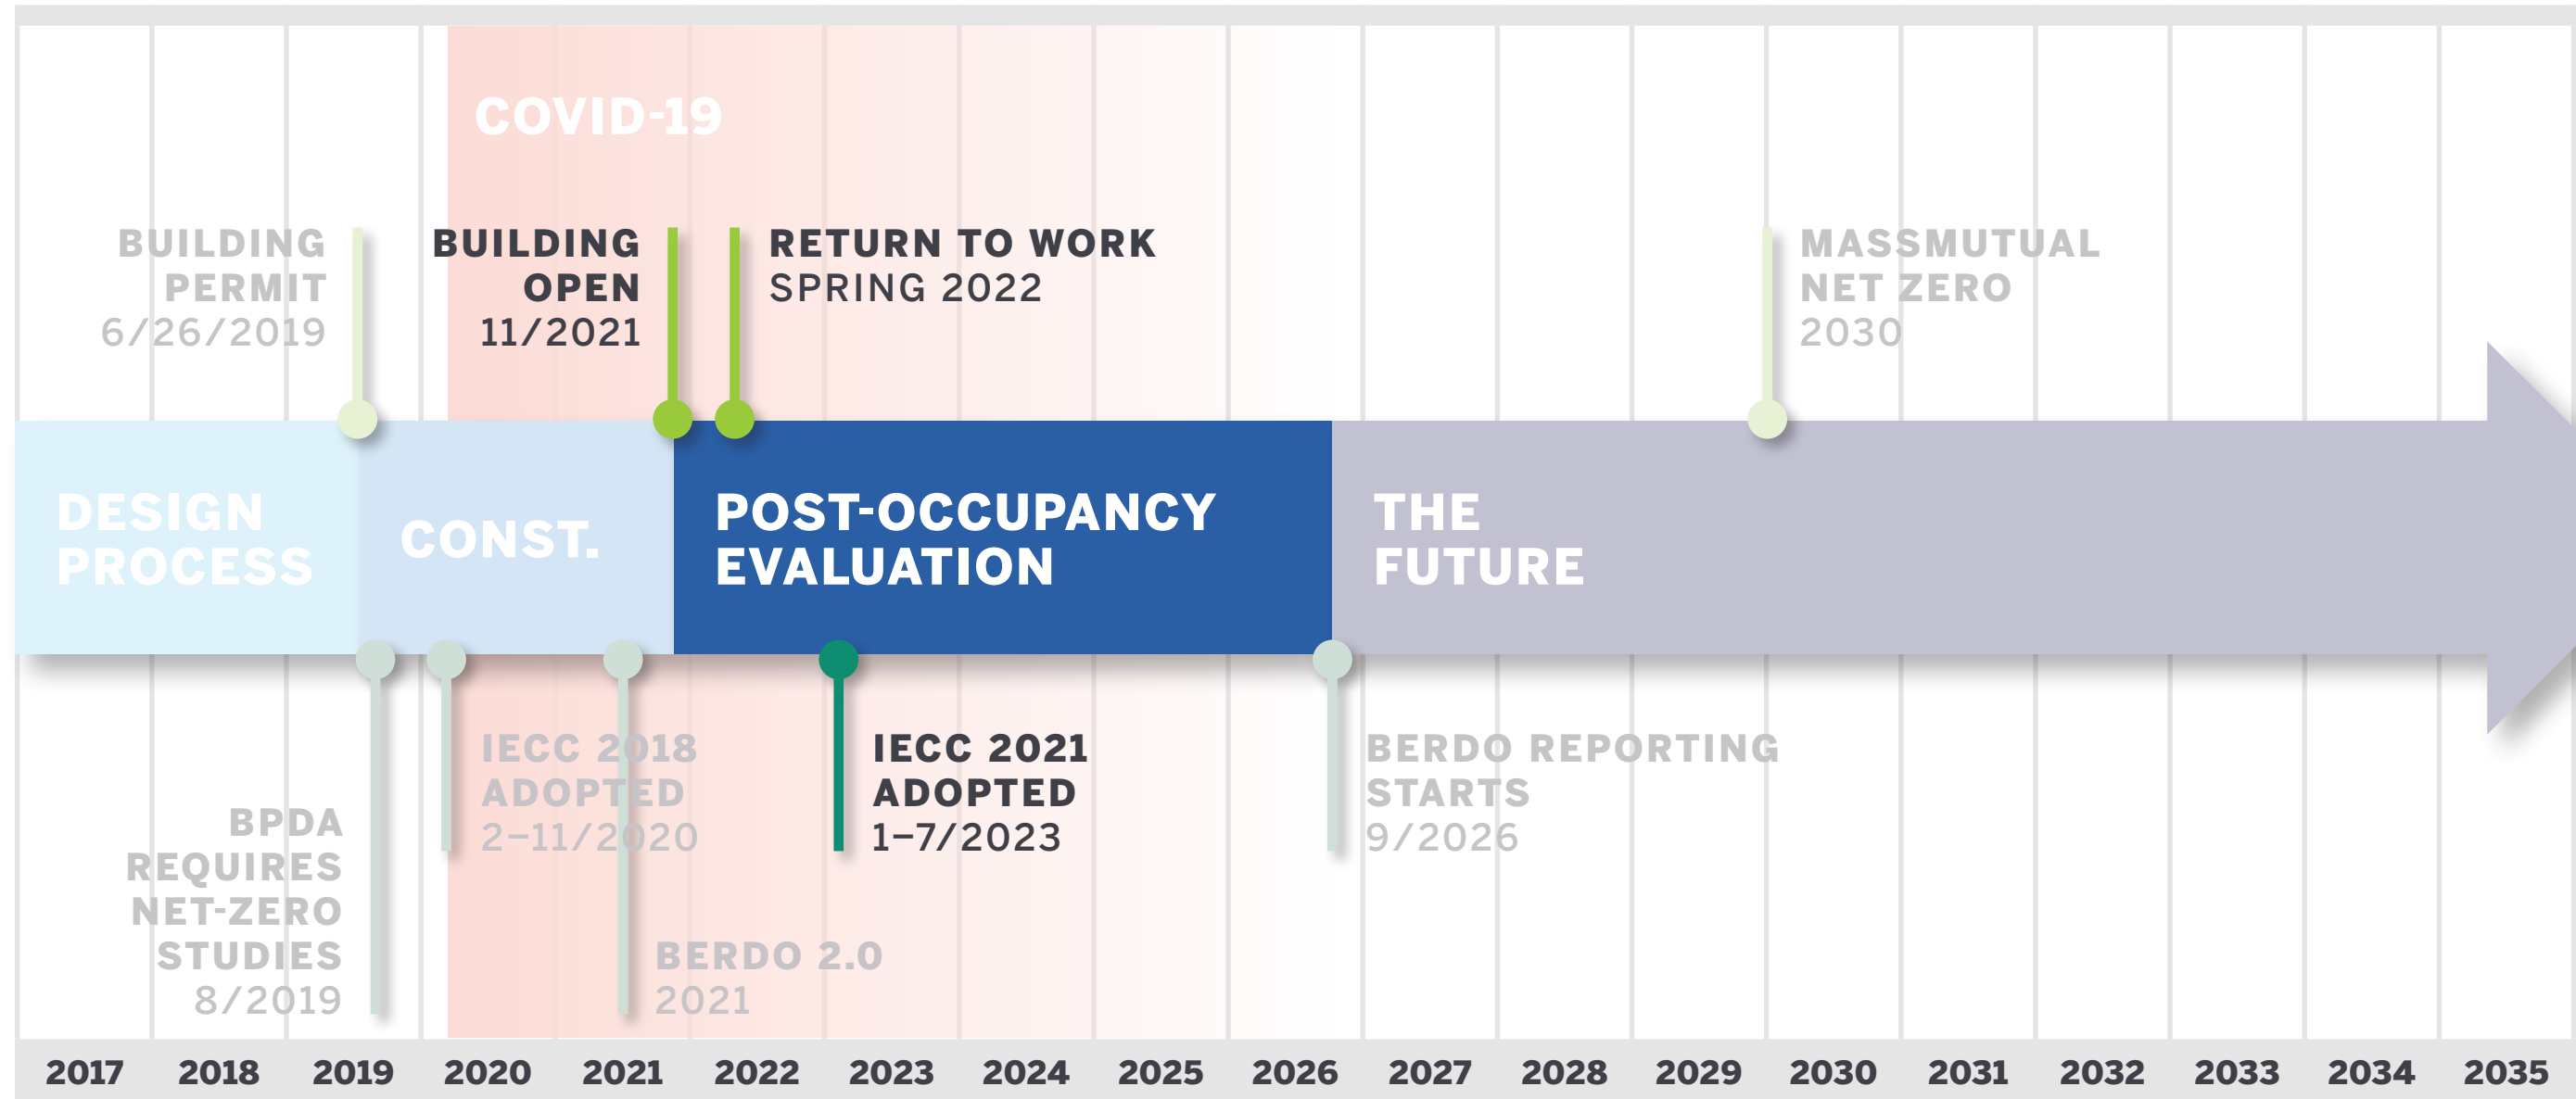 COVID-19
BUILDING
PERMIT
6/26/2019
BUILDING
OPEN
11/2021
RETURN TO WORK
SPRING 2022
MASSMUTUAL
NET ZERO
2030
DESIGN
PROCESS
CONST.
POST-OCCUPANCY
EVALUATION
THE
FUTURE
BPDA
REQUIRES
NET-ZERO
STUDIES
8/2019
IECC 2018
ADOPTED
2–11/2020
BERDO 2.0
2021
IECC 2021
ADOPTED
1–7/2023
BERDO REPORTING
STARTS
9/2026
2017 2018 2019 2020 2021 2022 2023 2024 2025 2026 2027 2028 2029 2030 2031 2032 2033 2034 2035